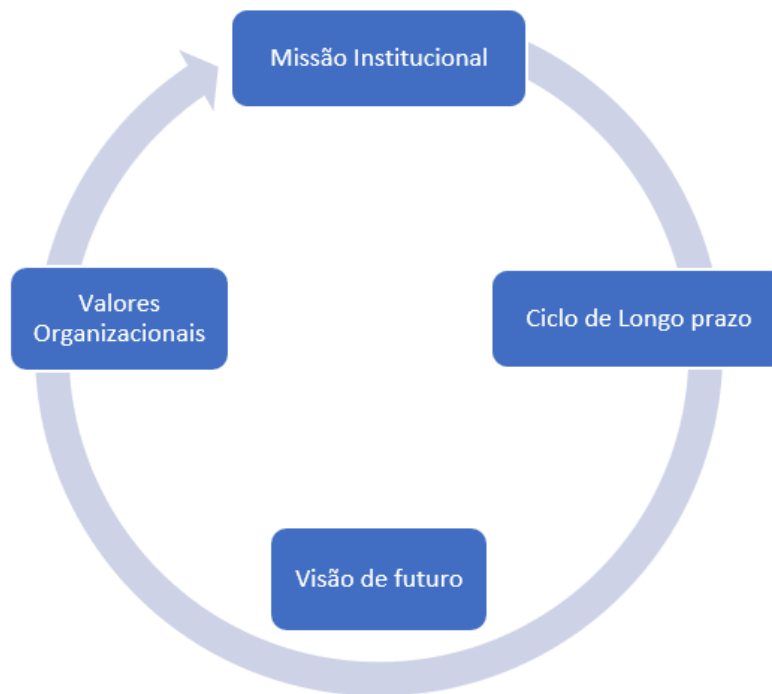 Missão Institucional
Ciclo de Longo prazo
Visão de futuro
Valores
Organizacionais